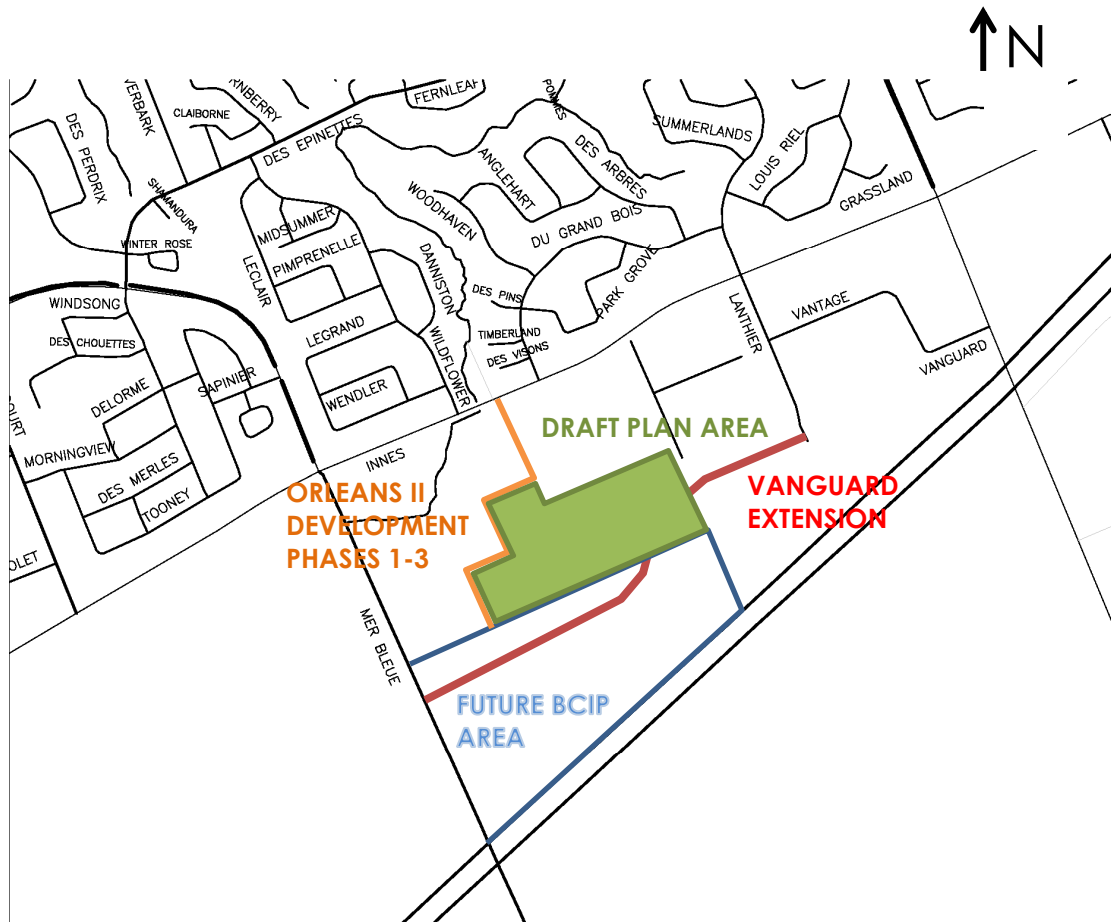 N
RNBERRY
FERNLEAF
VERBARK
CLAIBORNE
POMMES
SUMMERLANDS
DES PERDRIX
DES EPINETTES
ANGLEHART
DES ARBRES
LOUIS RIEL
SHAMANDURA
WOODHAVEN
GRASSLAND
MIDSUMMER
DU GRAND BOIS
WINTER ROSE
LECLAIR
PIMPRENELLE
DANNISTON
DES PINS
PARK GROVE
WINDSONG
LEGRAND
WILDFLOWER
TIMBERLAND
LANTHIER
VANTAGE
DES CHOUETTES
DES VISONS
VANGUARD
DELORME
SAPINIER
WENDLER
OURT
MORNINGVIEW
DRAFT PLAN AREA
INNES
DES MERLES
TOONEY
ORLEANS II
DEVELOPMENT
PHASES 1-3
VANGUARD
EXTENSION
OLET
MER BLEUE
FUTURE BCIP
AREA